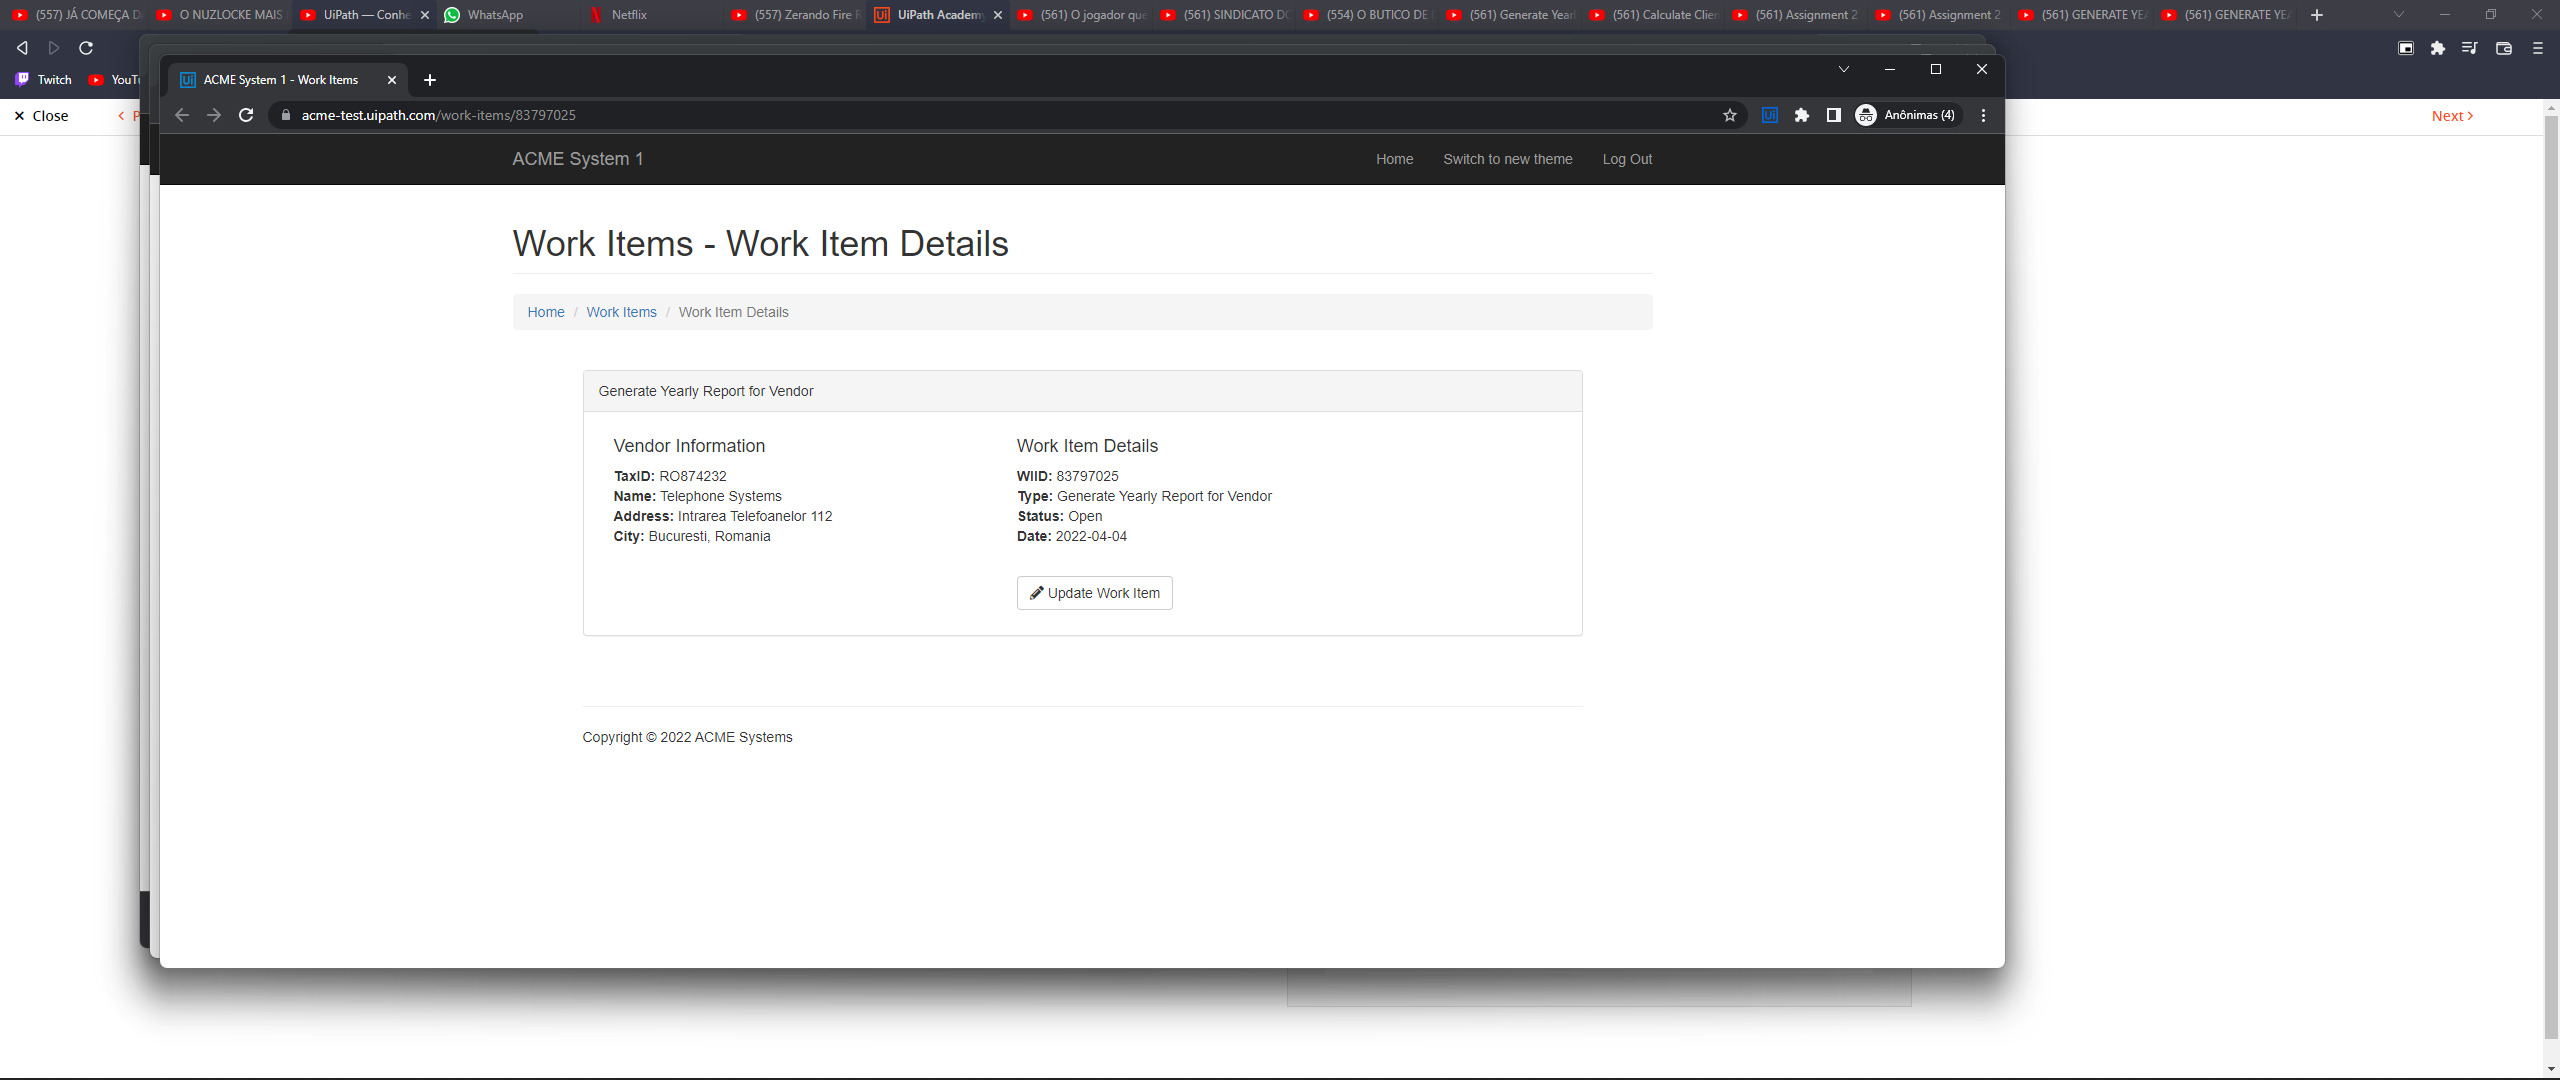 (557) JÁ COMEÇA D
O NUZLOCKE MAIS
UiPath — Conhe
WhatsApp
Netflix
(557) Zerando Fire R
UiPath Academy
(561) O jogador que
(561) SINDICATO DO
(554) O BUTICO DE
(561) Generate Yearl
(561) Calculate Clien
(561) Assignment 2
(561) Assignment 2
(561) GENERATE YEA
(561) GENERATE YEA
Twitch
YouTu
Close
Next
ACME System 1 - Work Items
acme-test.uipath.com/work-items/83797025
Anônimas (4)
ACME System 1
Home
Switch to new theme
Log Out
Work Items - Work Item Details
Home / Work Items / Work Item Details
Generate Yearly Report for Vendor
Vendor Information
TaxID: RO874232
Name: Telephone Systems
Address: Intrarea Telefoanelor 112
City: Bucuresti, Romania
Work Item Details
WIID: 83797025
Type: Generate Yearly Report for Vendor
Status: Open
Date: 2022-04-04
Update Work Item
Copyright © 2022 ACME Systems